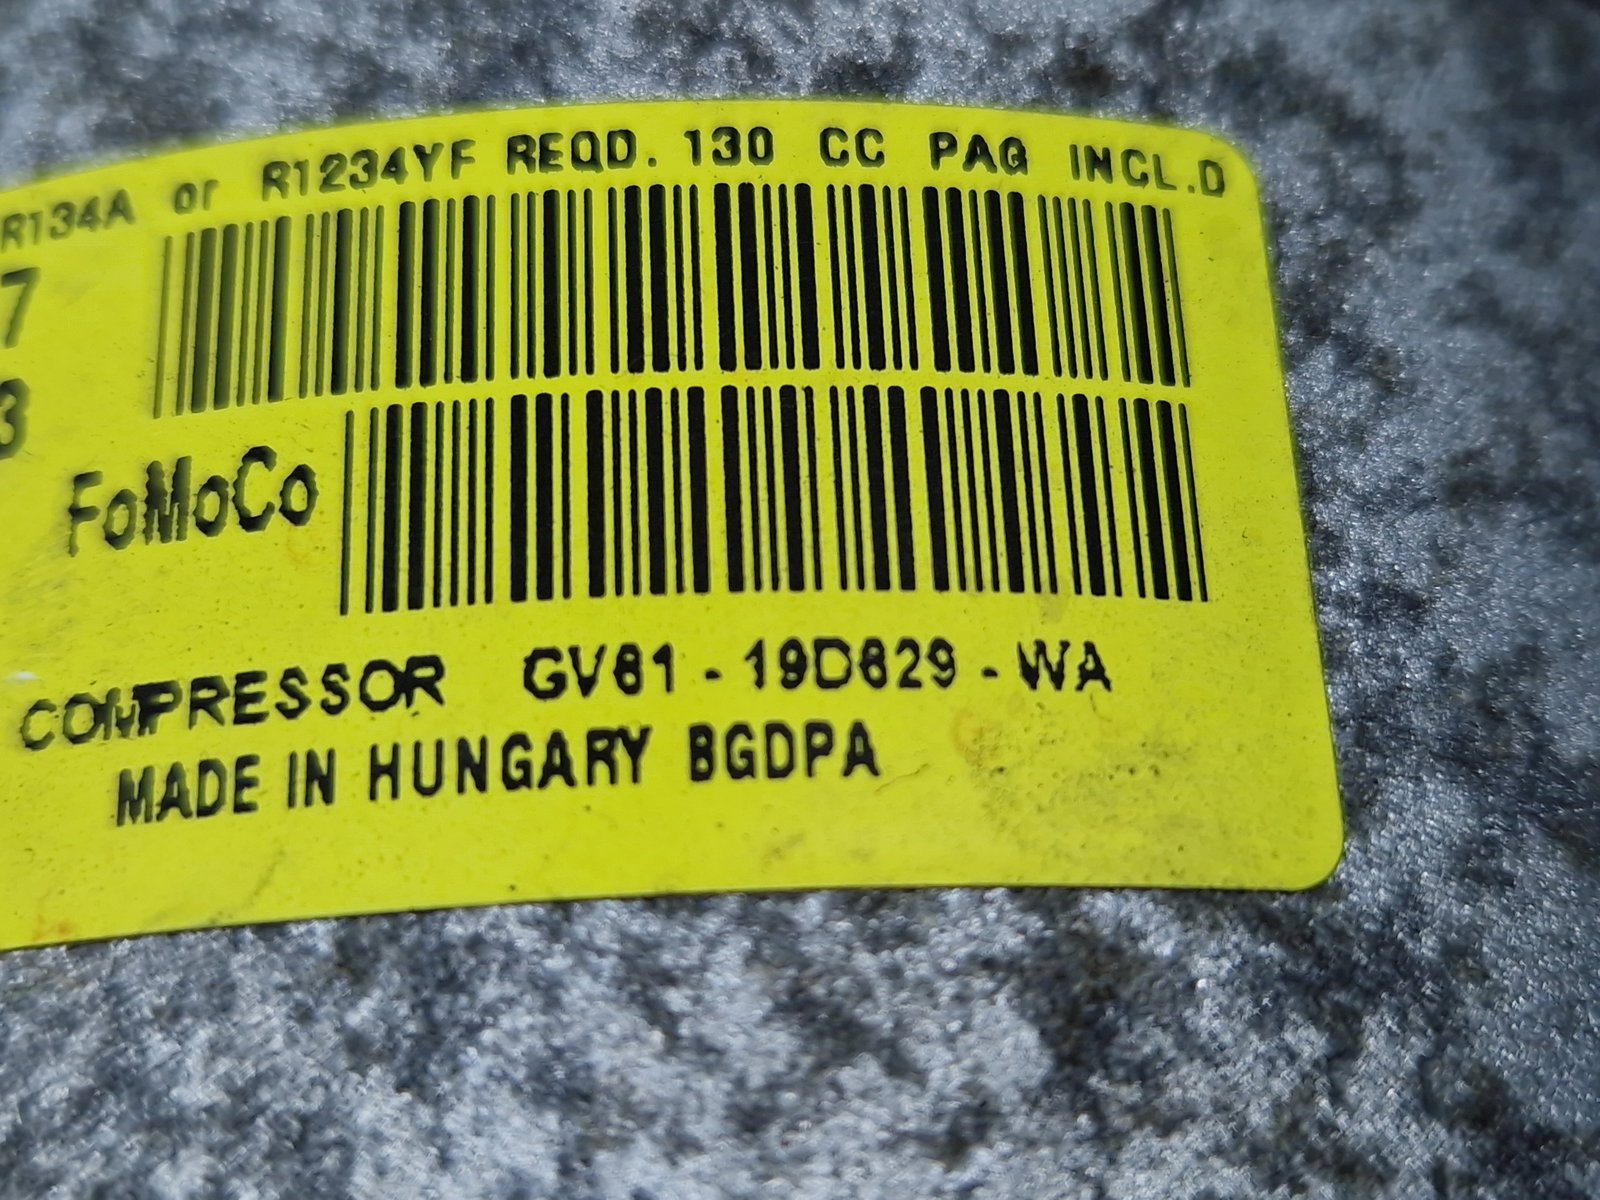 R134A or R1234YF REQD. 130 CC PAG INCL.D
7
3
FoMoCo
COMPRESSOR GV61-19D629-WA
MADE IN HUNGARY BGDPA